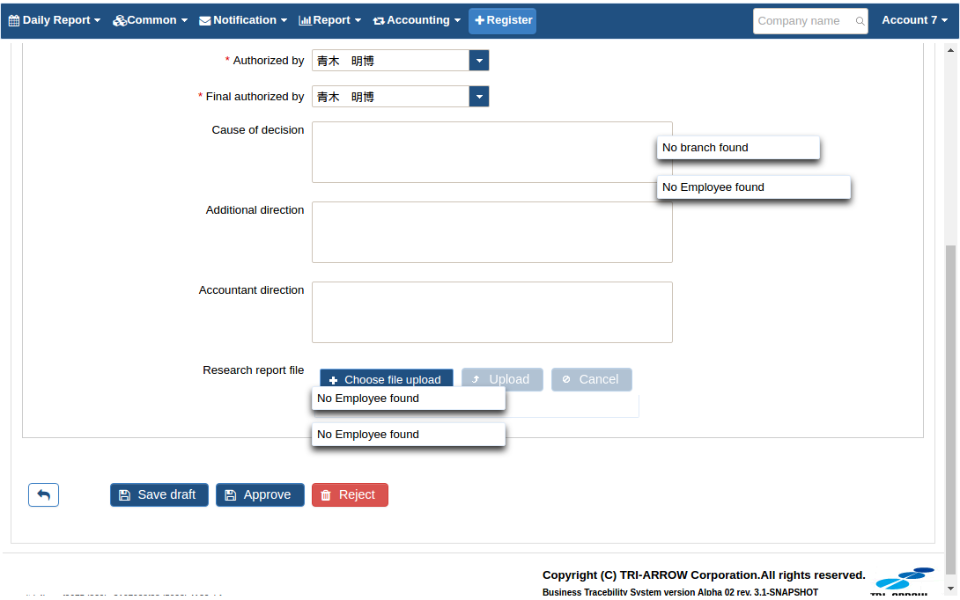 Daily Report Common Notification Report Accounting Register Company name Account 7
* Authorized by 青木 明博
* Final authorized by 青木 明博
Cause of decision
No branch found
No Employee found
Additional direction
Accountant direction
Research report file Choose file upload Upload Cancel
No Employee found
No Employee found
Save draft Approve Reject
Copyright (C) TRI-ARROW Corporation.All rights reserved.
Business Tracebility System version Alpha 02 rev. 3.1-SNAPSHOT
TRI-ARROW